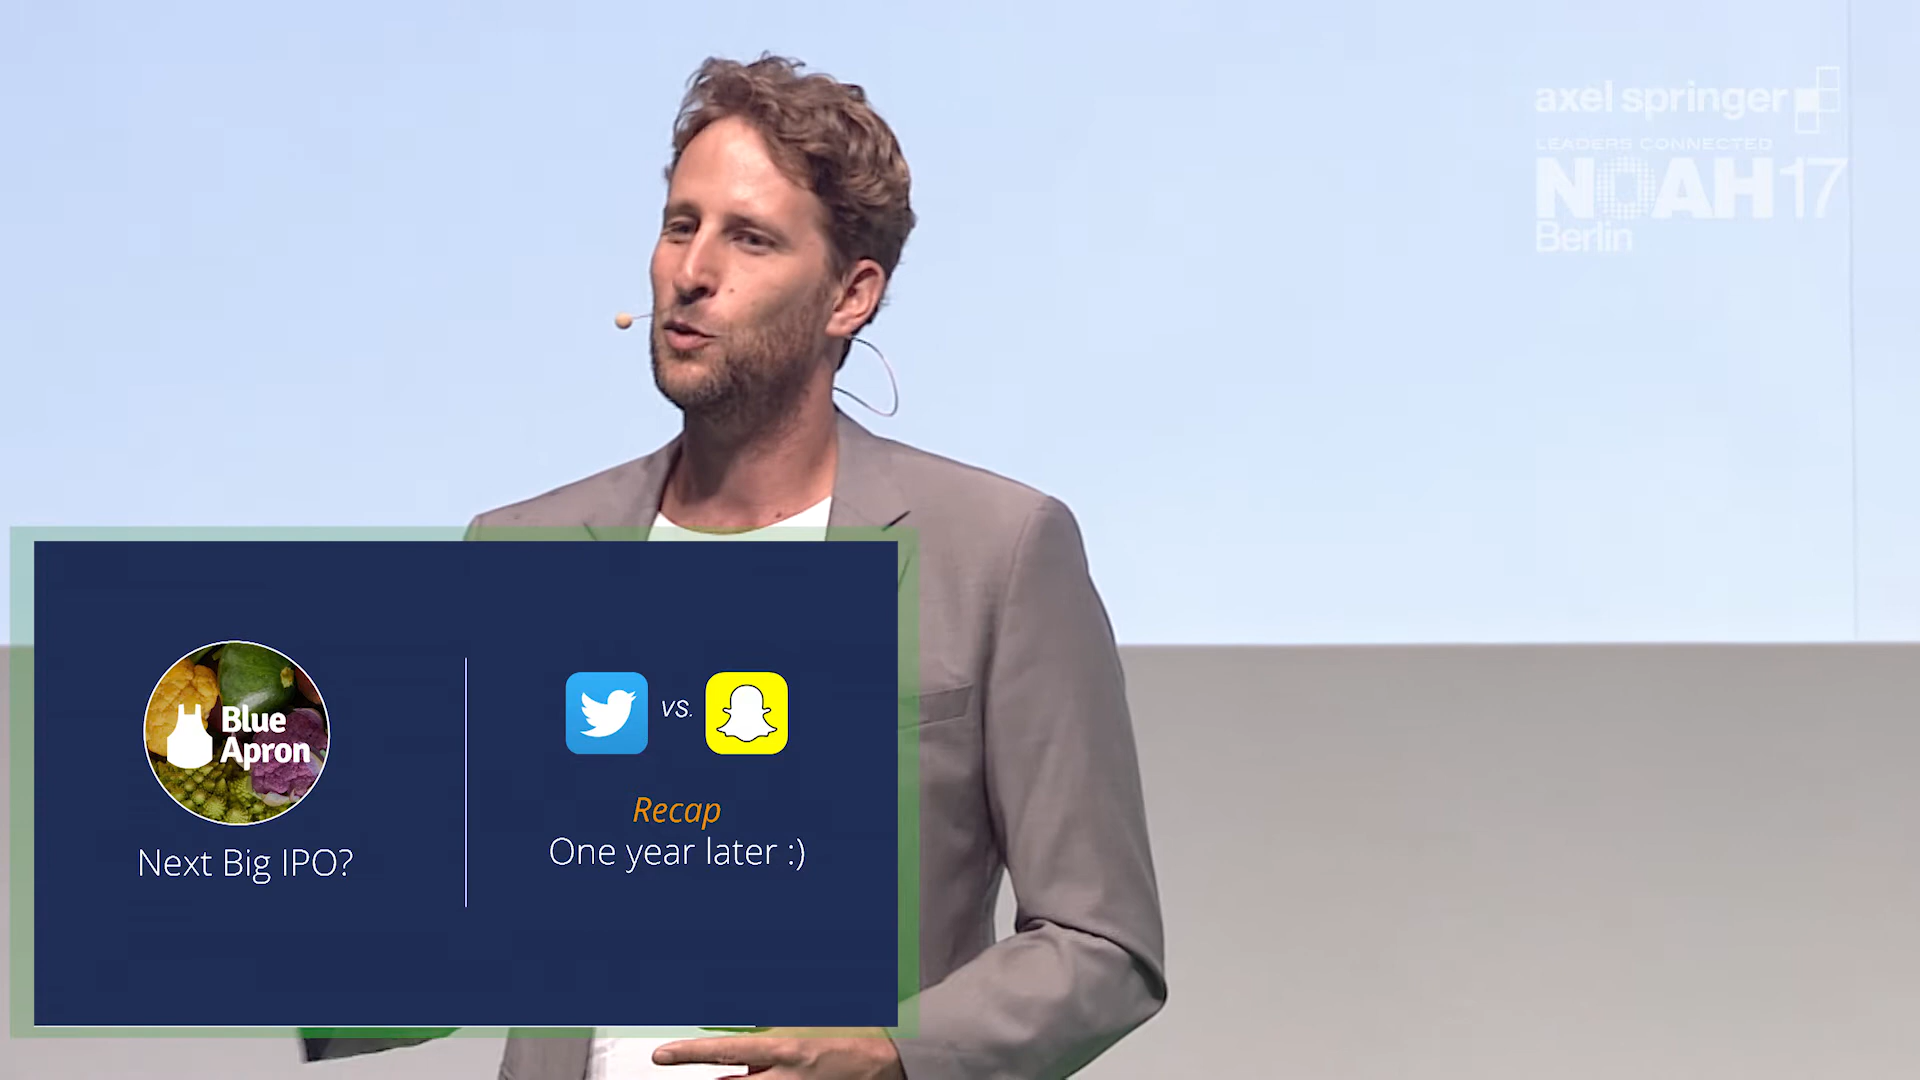 axel springer
LEADERS CONNECTED
NOAH17
Berlin
Blue
Apron
Next Big IPO?
vs.
Recap
One year later :)